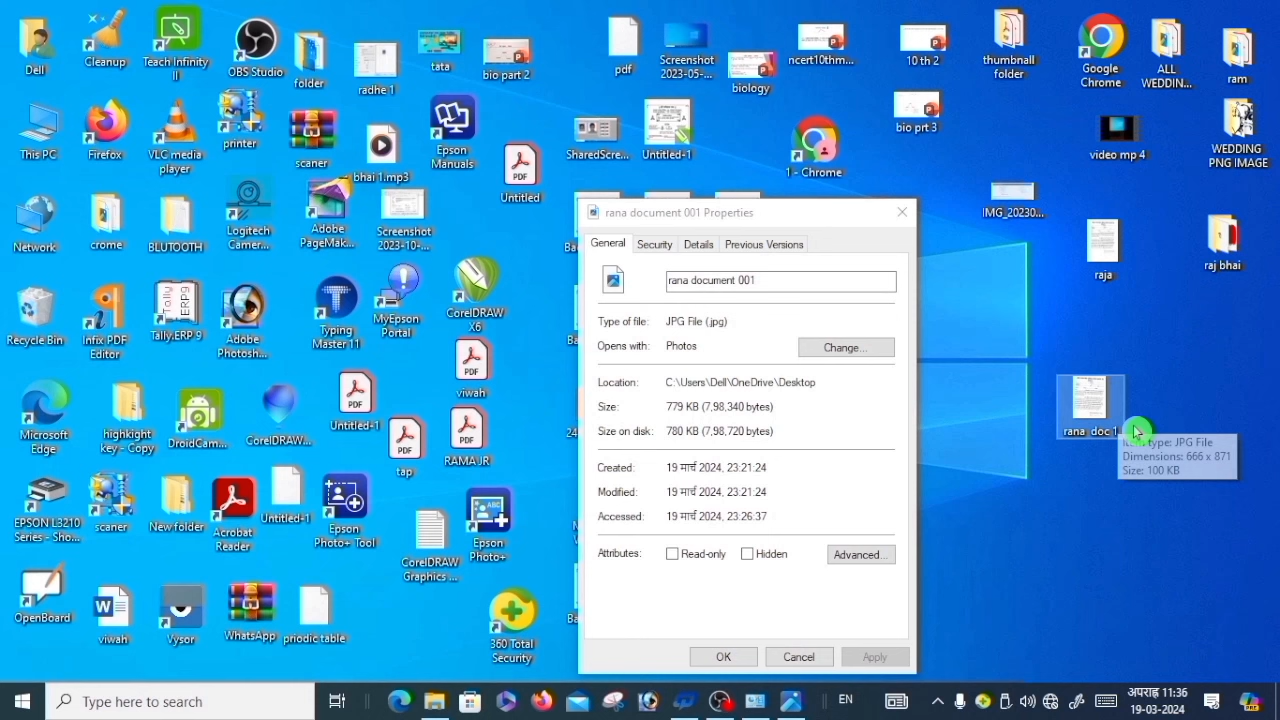 Dell
Cleanup
Teach Infinity
II
OBS Studio
folder
radhe 1
tata
bio part 2
pdf
Screenshot
2023-05-...
biology
ncert10thm...
10 th 2
bio prt 3
thumbnall
folder
Google
Chrome
ALL
WEDDIN...
ram
This PC
Firefox
VLC media
player
printer
scaner
bhai 1.mp3
Epson
Manuals
Untitled
SharedScre...
Untitled-1
1 - Chrome
video mp 4
WEDDING
PNG IMAGE
Network
crome
BLUTOOTH
Logitech
Camer...
Adobe
PageMak...
Screenshot
2023-10-...
IMG_20230...
raja
raj bhai
Recycle Bin
Infix PDF
Editor
Tally.ERP 9
Adobe
Photosh...
Typing
Master 11
MyEpson
Portal
CorelDRAW
X6
viwah
Microsoft
Edge
highkight
key - Copy
DroidCam...
CorelDRAW...
Untitled-1
tap
RAMAUR
EPSON L3210
Series - Sho...
scaner
New folder
Acrobat
Reader
Untitled-1
Epson
Photo+ Tool
CorelDRAW
Graphics ...
Epson
Photo+
OpenBoard
viwah
Vysor
WhatsApp
priodic table
360 Total
Security
rana document 001 Properties
General Security Details Previous Versions
rana document 001
Type of file: JPG File (.jpg)
Opens with: Photos Change...
Location: C:\Users\Dell\OneDrive\Desktop
Size: 779 KB (7,98,340 bytes)
Size on disk: 780 KB (7,98,720 bytes)
Created: 19 मार्च 2024, 23:21:24
Modified: 19 मार्च 2024, 23:21:24
Accessed: 19 मार्च 2024, 23:26:37
Attributes: Read-only Hidden Advanced...
OK Cancel Apply
rana doc 1
type: JPG File
Dimensions: 666 x 871
Size: 100 KB
Type here to search
EN
अपराह्न 11:36
19-03-2024